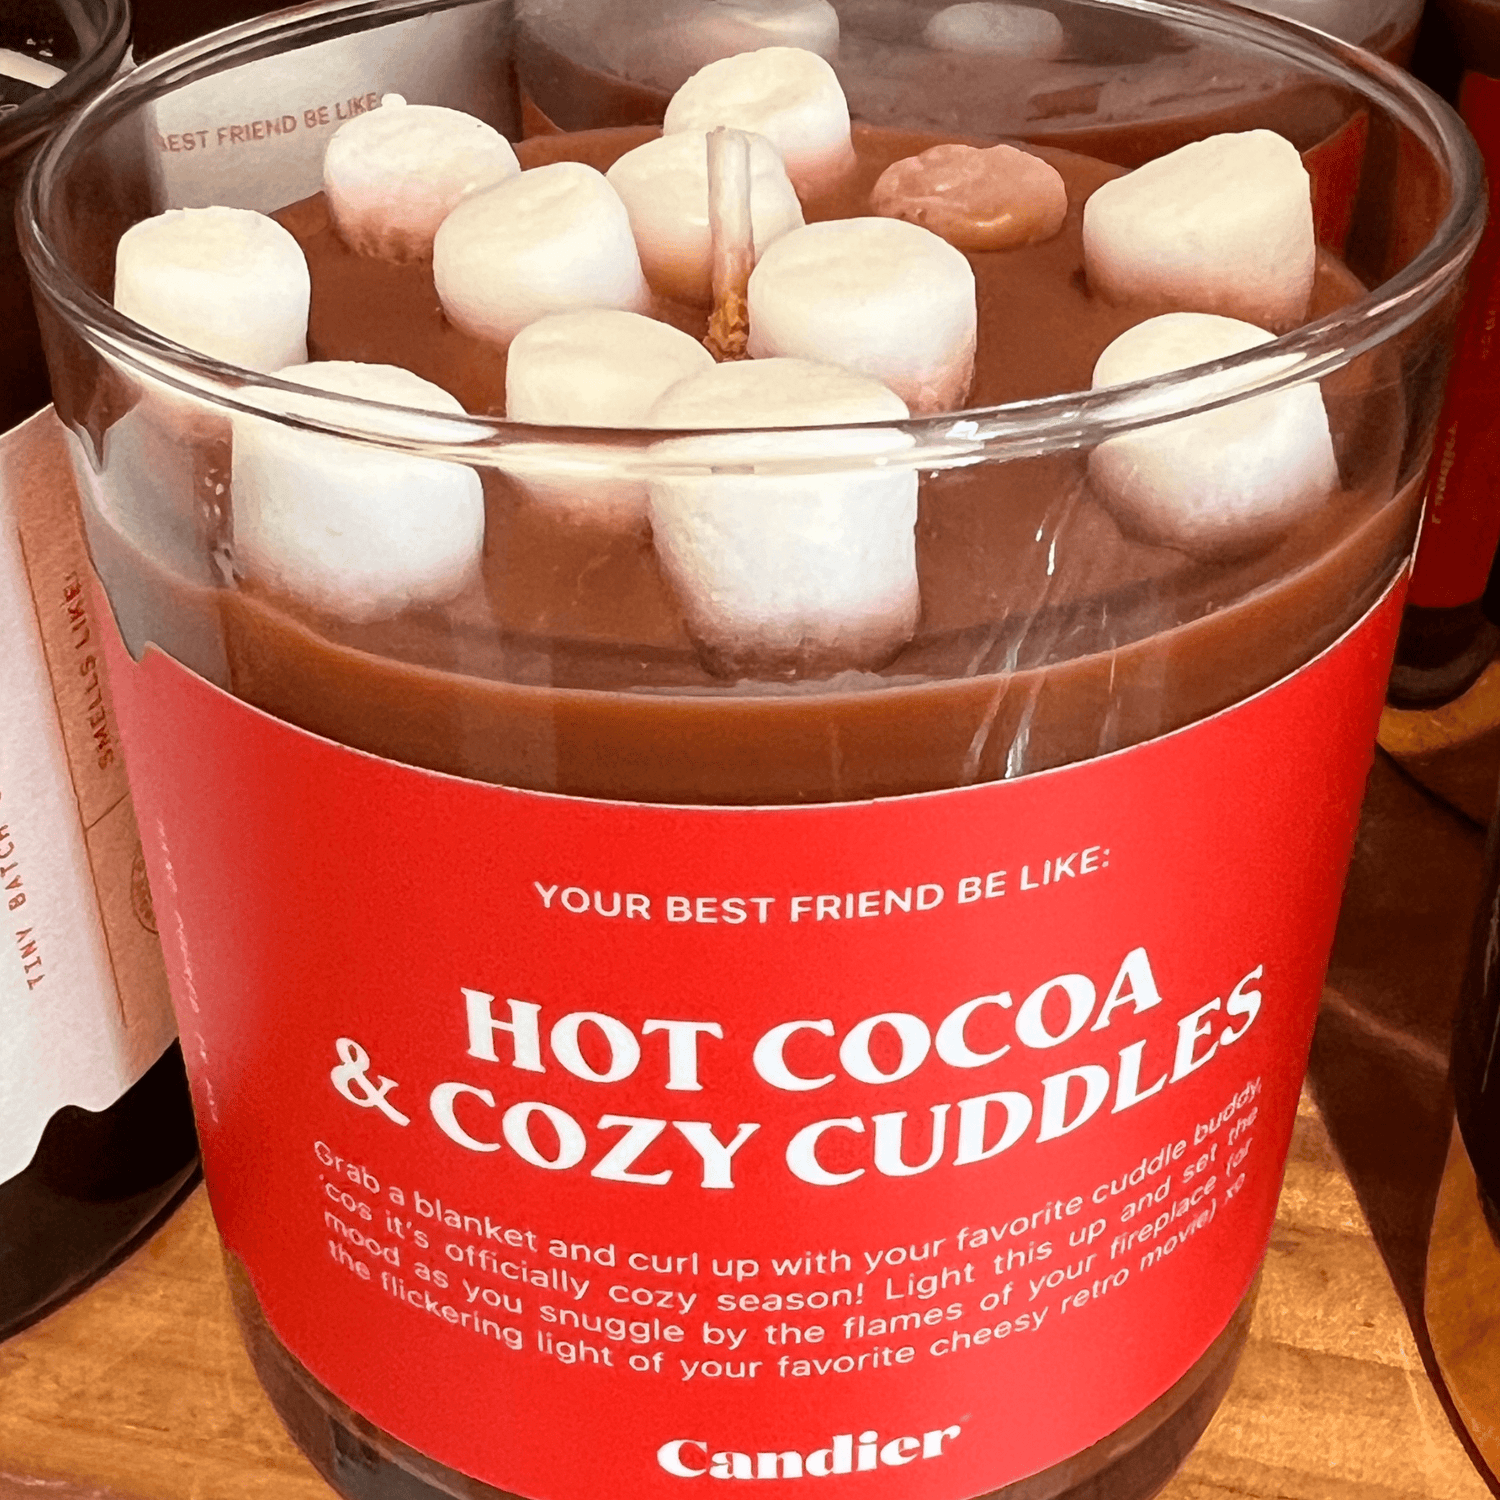 BEST FRIEND BE LIKE
SMELLS LIKE:
TINY BATCH
YOUR BEST FRIEND BE LIKE:
HOT COCOA
& COZY CUDDLES
Grab a blanket and curl up with your favorite cuddle buddy,
'cos it's officially cozy season! Light this up and set the
mood as you snuggle by the flames of your fireplace (or
the flickering light of your favorite cheesy retro movie) xo
Candier